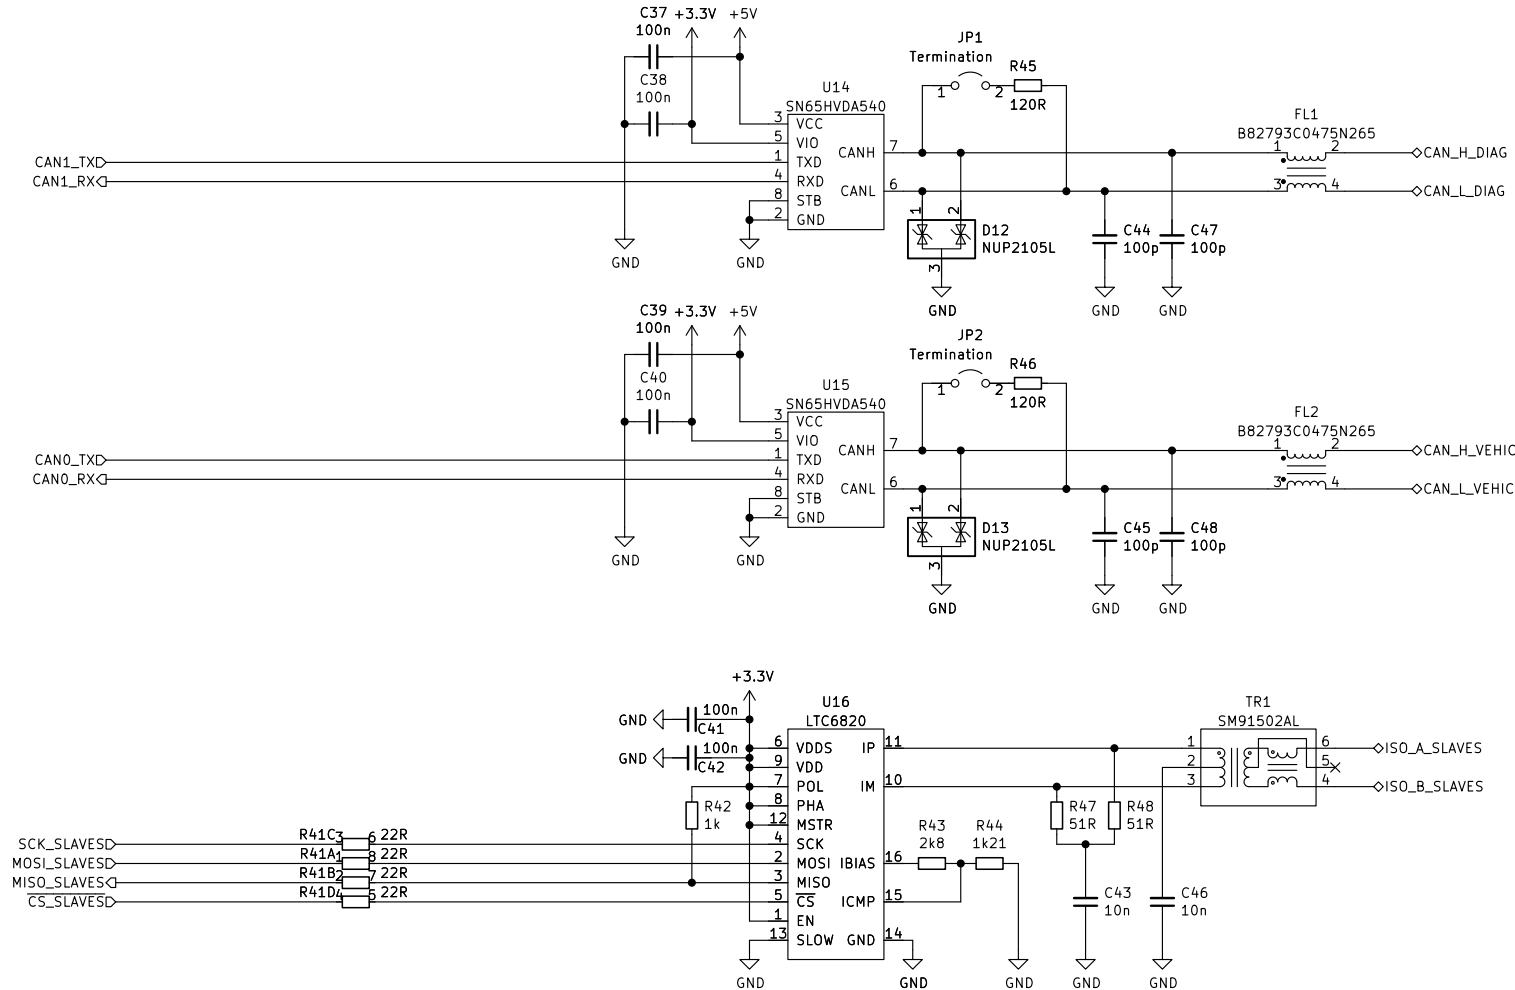 C37
+3.3V
+5V
100n
C38
100n
JP1
Termination
R45
1
2
120R
U14
SN65HVDA540
3 VCC
5 VIO
CAN1_TX
1 TXD
CAN1_RX
4 RXD
8 STB
2 GND
CANH 7
CANL 6
FL1
B82793C0475N265
1 2
3 4
CAN_H_DIAG
CAN_L_DIAG
1 2
D12
NUP2105L
3
C44
100p
C47
100p
GND
GND
GND
GND
GND
C39
+3.3V
+5V
100n
C40
100n
JP2
Termination
R46
1
2
120R
U15
SN65HVDA540
3 VCC
5 VIO
CAN0_TX
1 TXD
CAN0_RX
4 RXD
8 STB
2 GND
CANH 7
CANL 6
FL2
B82793C0475N265
1 2
3 4
CAN_H_VEHIC
CAN_L_VEHIC
1 2
D13
NUP2105L
3
C45
100p
C48
100p
GND
GND
GND
GND
GND
+3.3V
GND
100n
C41
GND
100n
C42
U16
LTC6820
6 VDDS
9 VDD
7 POL
8 PHA
12 MSTR
4 SCK
2 MOSI
3 MISO
5 CS
1 EN
13 SLOW
IP 11
IM 10
IBIAS 16
ICMP 15
GND 14
R42
1k
SCK_SLAVES
R41C 3 6 22R
MOSI_SLAVES
R41A 1 8 22R
MISO_SLAVES
R41B 2 7 22R
CS_SLAVES
R41D 4 5 22R
R43
2k8
R44
1k21
R47
51R
R48
51R
C43
10n
C46
10n
TR1
SM91502AL
1
2
3
6
5
4
ISO_A_SLAVES
ISO_B_SLAVES
GND
GND
GND
GND
GND